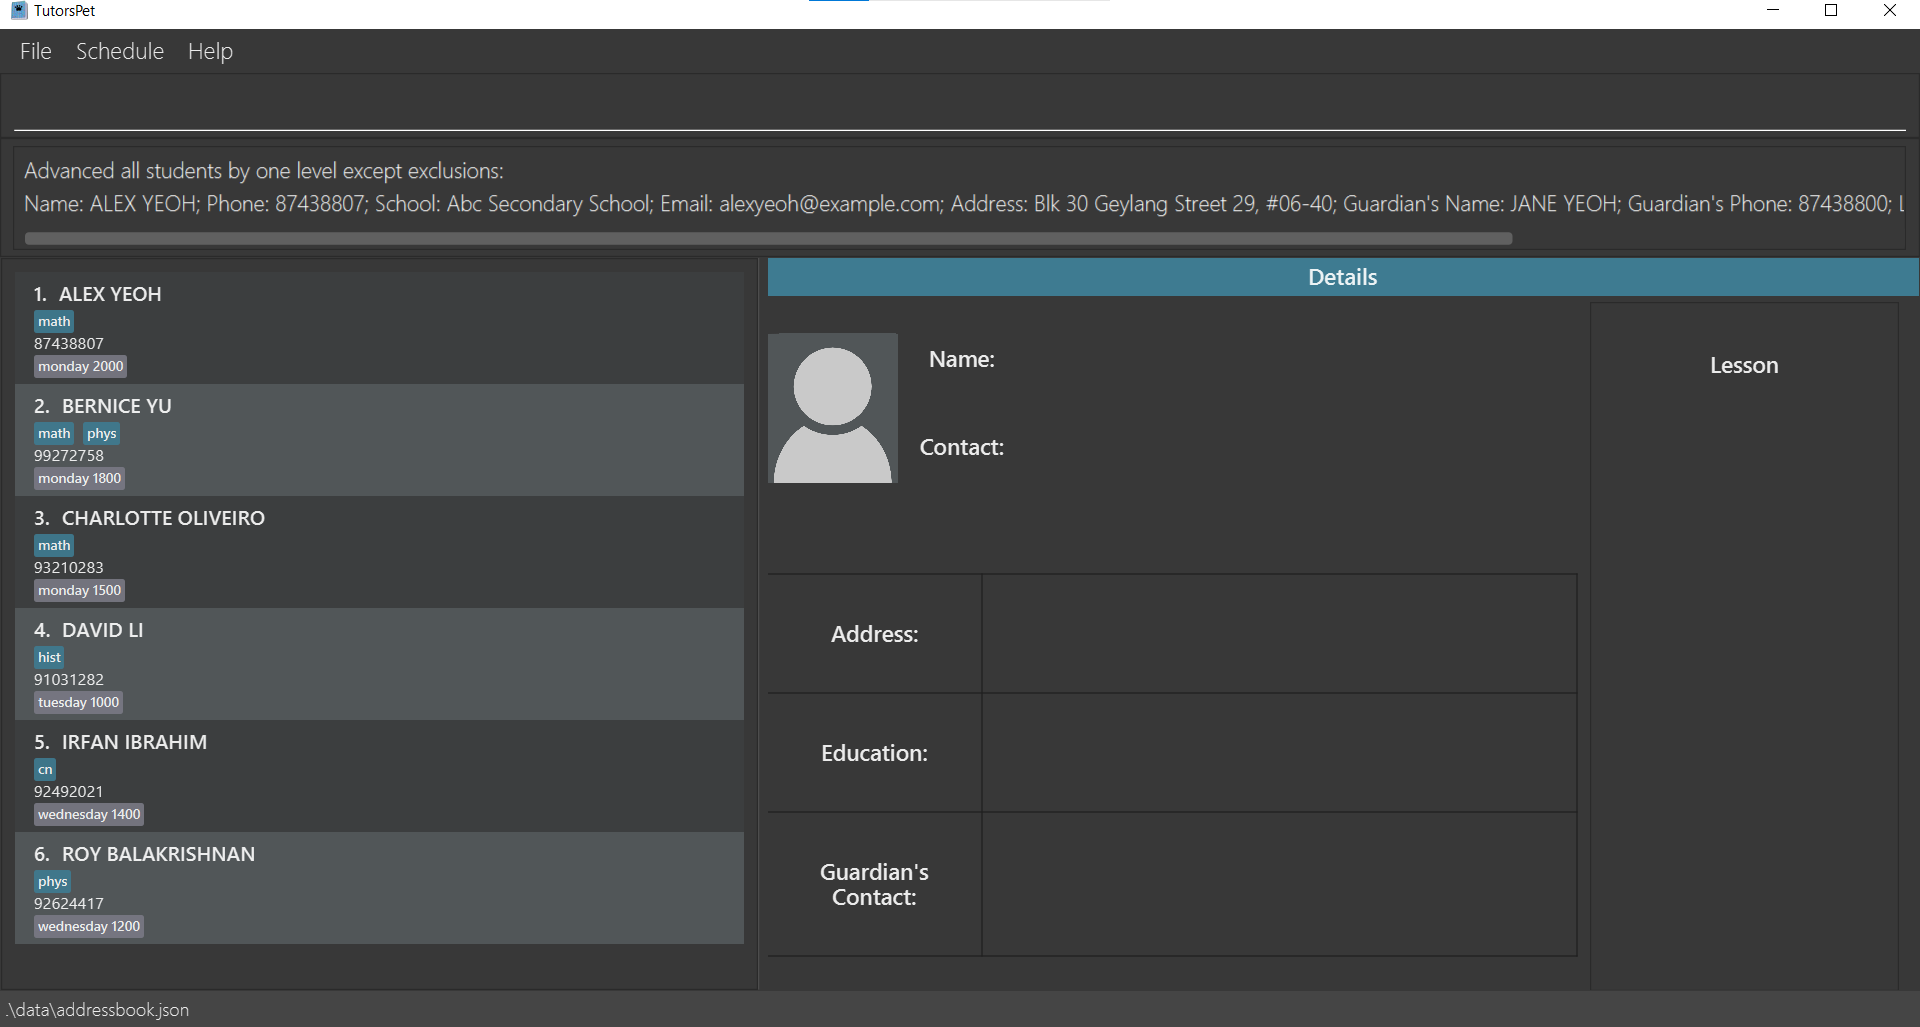 TutorsPet
File Schedule Help
Advanced all students by one level except exclusions:
Name: ALEX YEOH; Phone: 87438807; School: Abc Secondary School; Email: alexyeoh@example.com; Address: Blk 30 Geylang Street 29, #06-40; Guardian's Name: JANE YEOH; Guardian's Phone: 87438800;
1. ALEX YEOH
math
87438807
monday 2000
2. BERNICE YU
math phys
99272758
monday 1800
3. CHARLOTTE OLIVEIRO
math
93210283
monday 1500
4. DAVID LI
hist
91031282
tuesday 1000
5. IRFAN IBRAHIM
cn
92492021
wednesday 1400
6. ROY BALAKRISHNAN
phys
92624417
wednesday 1200
Details
Name:
Contact:
Address:
Education:
Guardian's
Contact:
Lesson
.\data\addressbook.json